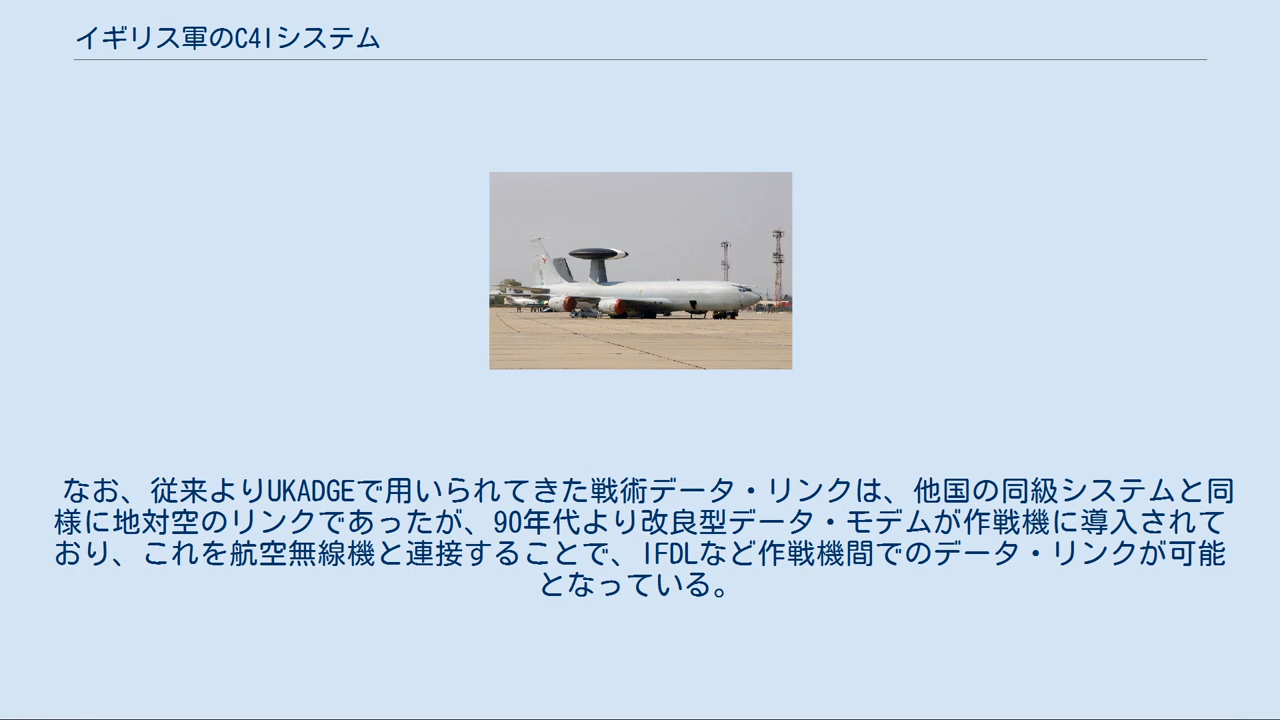 イギリス軍のC4Iシステム
なお、従来よりUKADGEで用いられてきた戦術データ・リンクは、他国の同級システムと同
様に地対空のリンクであったが、90年代より改良型データ・モデムが作戦機に導入されて
おり、これを航空無線機と連接することで、IFDLなど作戦機間でのデータ・リンクが可能
となっている。